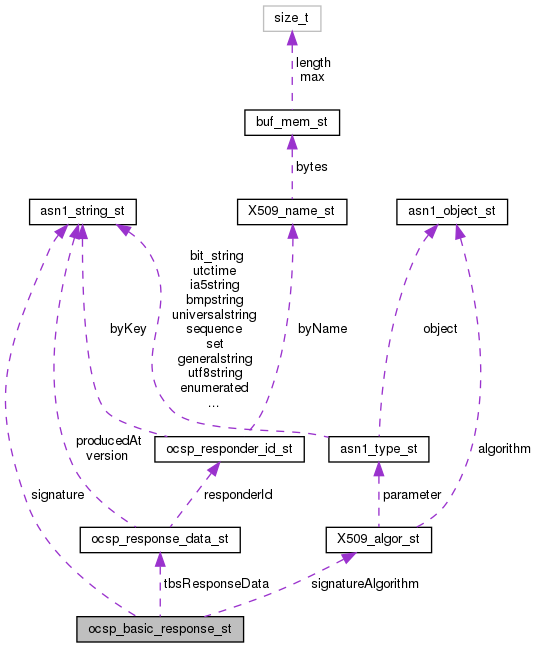 size_t
length
max
buf_mem_st
bytes
asn1_string_st
X509_name_st
asn1_object_st
bit_string
utctime
ia5string
bmpstring
universalstring
sequence
set
generalstring
utf8string
enumerated
...
byKey
byName
object
ocsp_responder_id_st
asn1_type_st
producedAt
version
signature
responderId
parameter
algorithm
ocsp_response_data_st
X509_algor_st
tbsResponseData
signatureAlgorithm
ocsp_basic_response_st